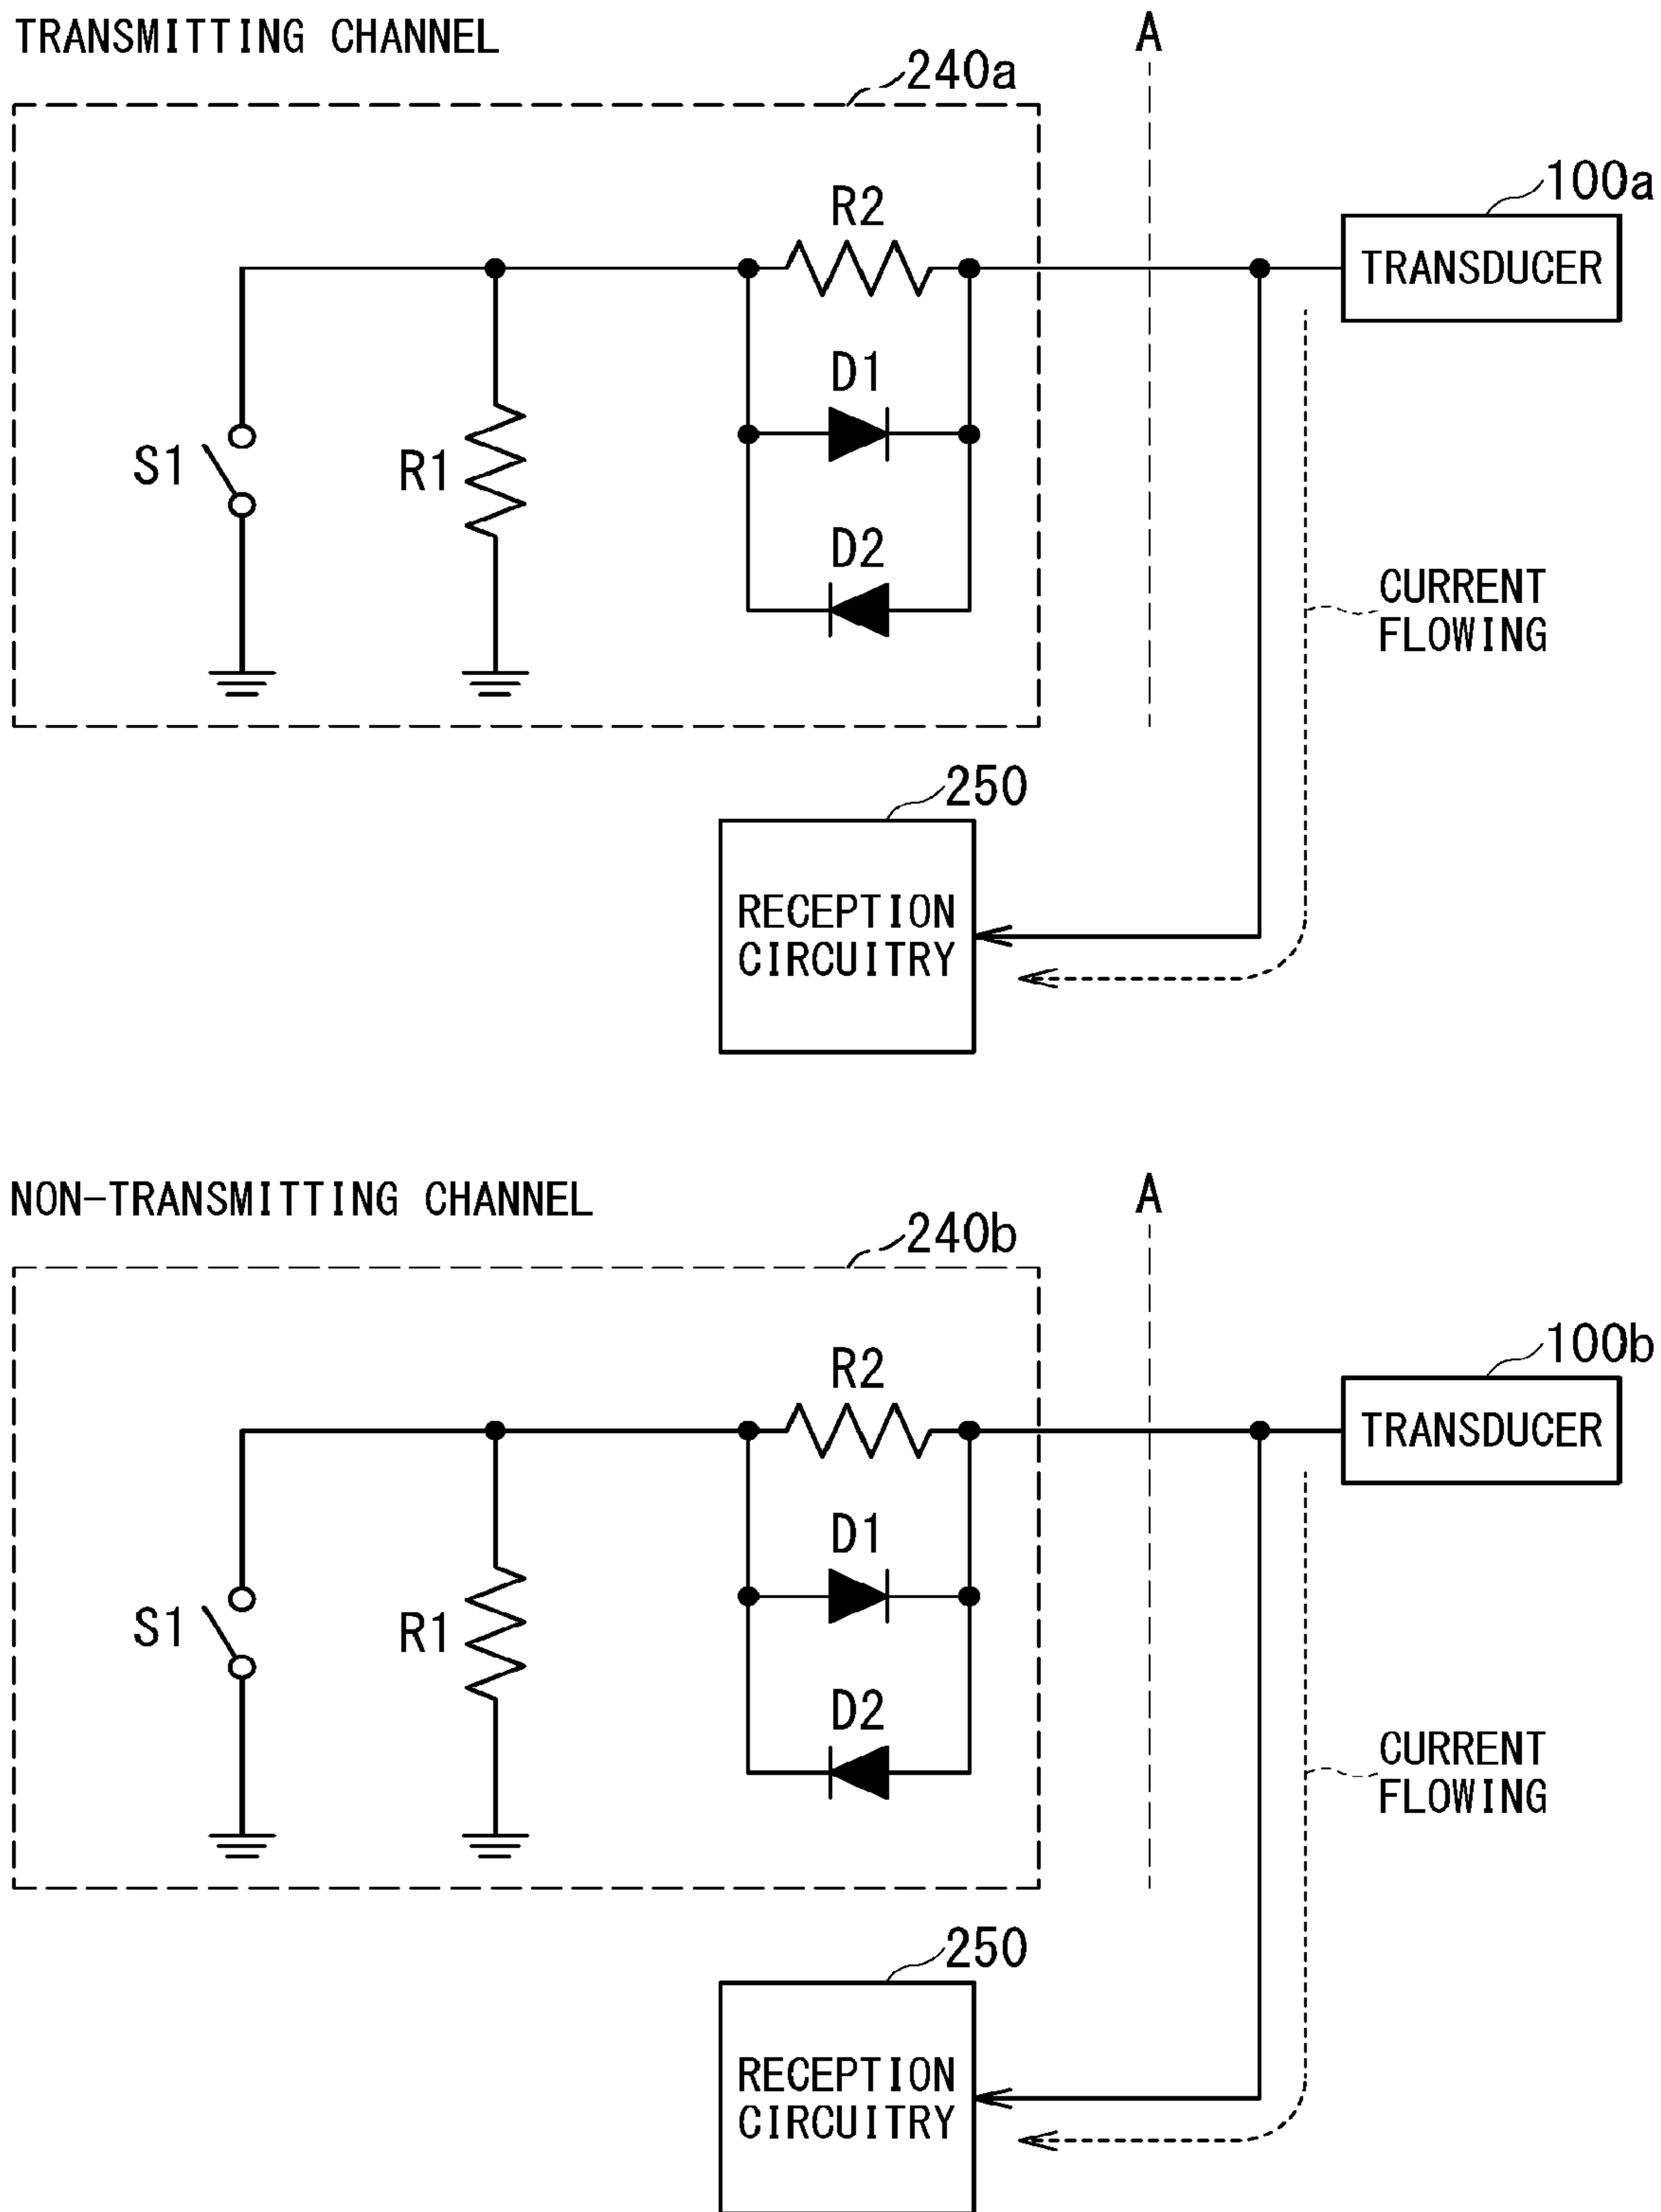 TRANSMITTING CHANNEL
A
240a
100a
R2
TRANSDUCER
D1
S1
R1
D2
CURRENT
FLOWING
250
RECEPTION
CIRCUITRY
NON-TRANSMITTING CHANNEL
A
240b
100b
R2
TRANSDUCER
D1
S1
R1
D2
CURRENT
FLOWING
250
RECEPTION
CIRCUITRY